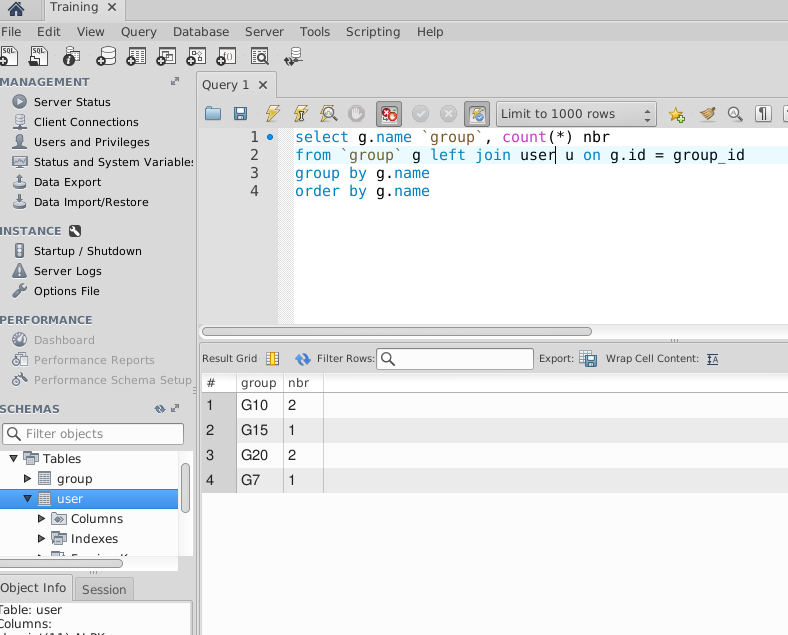 Training
File Edit View Query Database Server Tools Scripting Help
MANAGEMENT
Server Status
Client Connections
Users and Privileges
Status and System Variables
Data Export
Data Import/Restore
INSTANCE
Startup / Shutdown
Server Logs
Options File
PERFORMANCE
Dashboard
Performance Reports
Performance Schema Setup
SCHEMAS
Filter objects
Tables
group
user
Columns
Indexes
Object Info Session
Table: user
Columns:
Query 1
Limit to 1000 rows
1 select g.name `group`, count(*) nbr
2 from `group` g left join user u on g.id = group_id
3 group by g.name
4 order by g.name
Result Grid Filter Rows: Export: Wrap Cell Content:
# group nbr
1 G10 2
2 G15 1
3 G20 2
4 G7 1